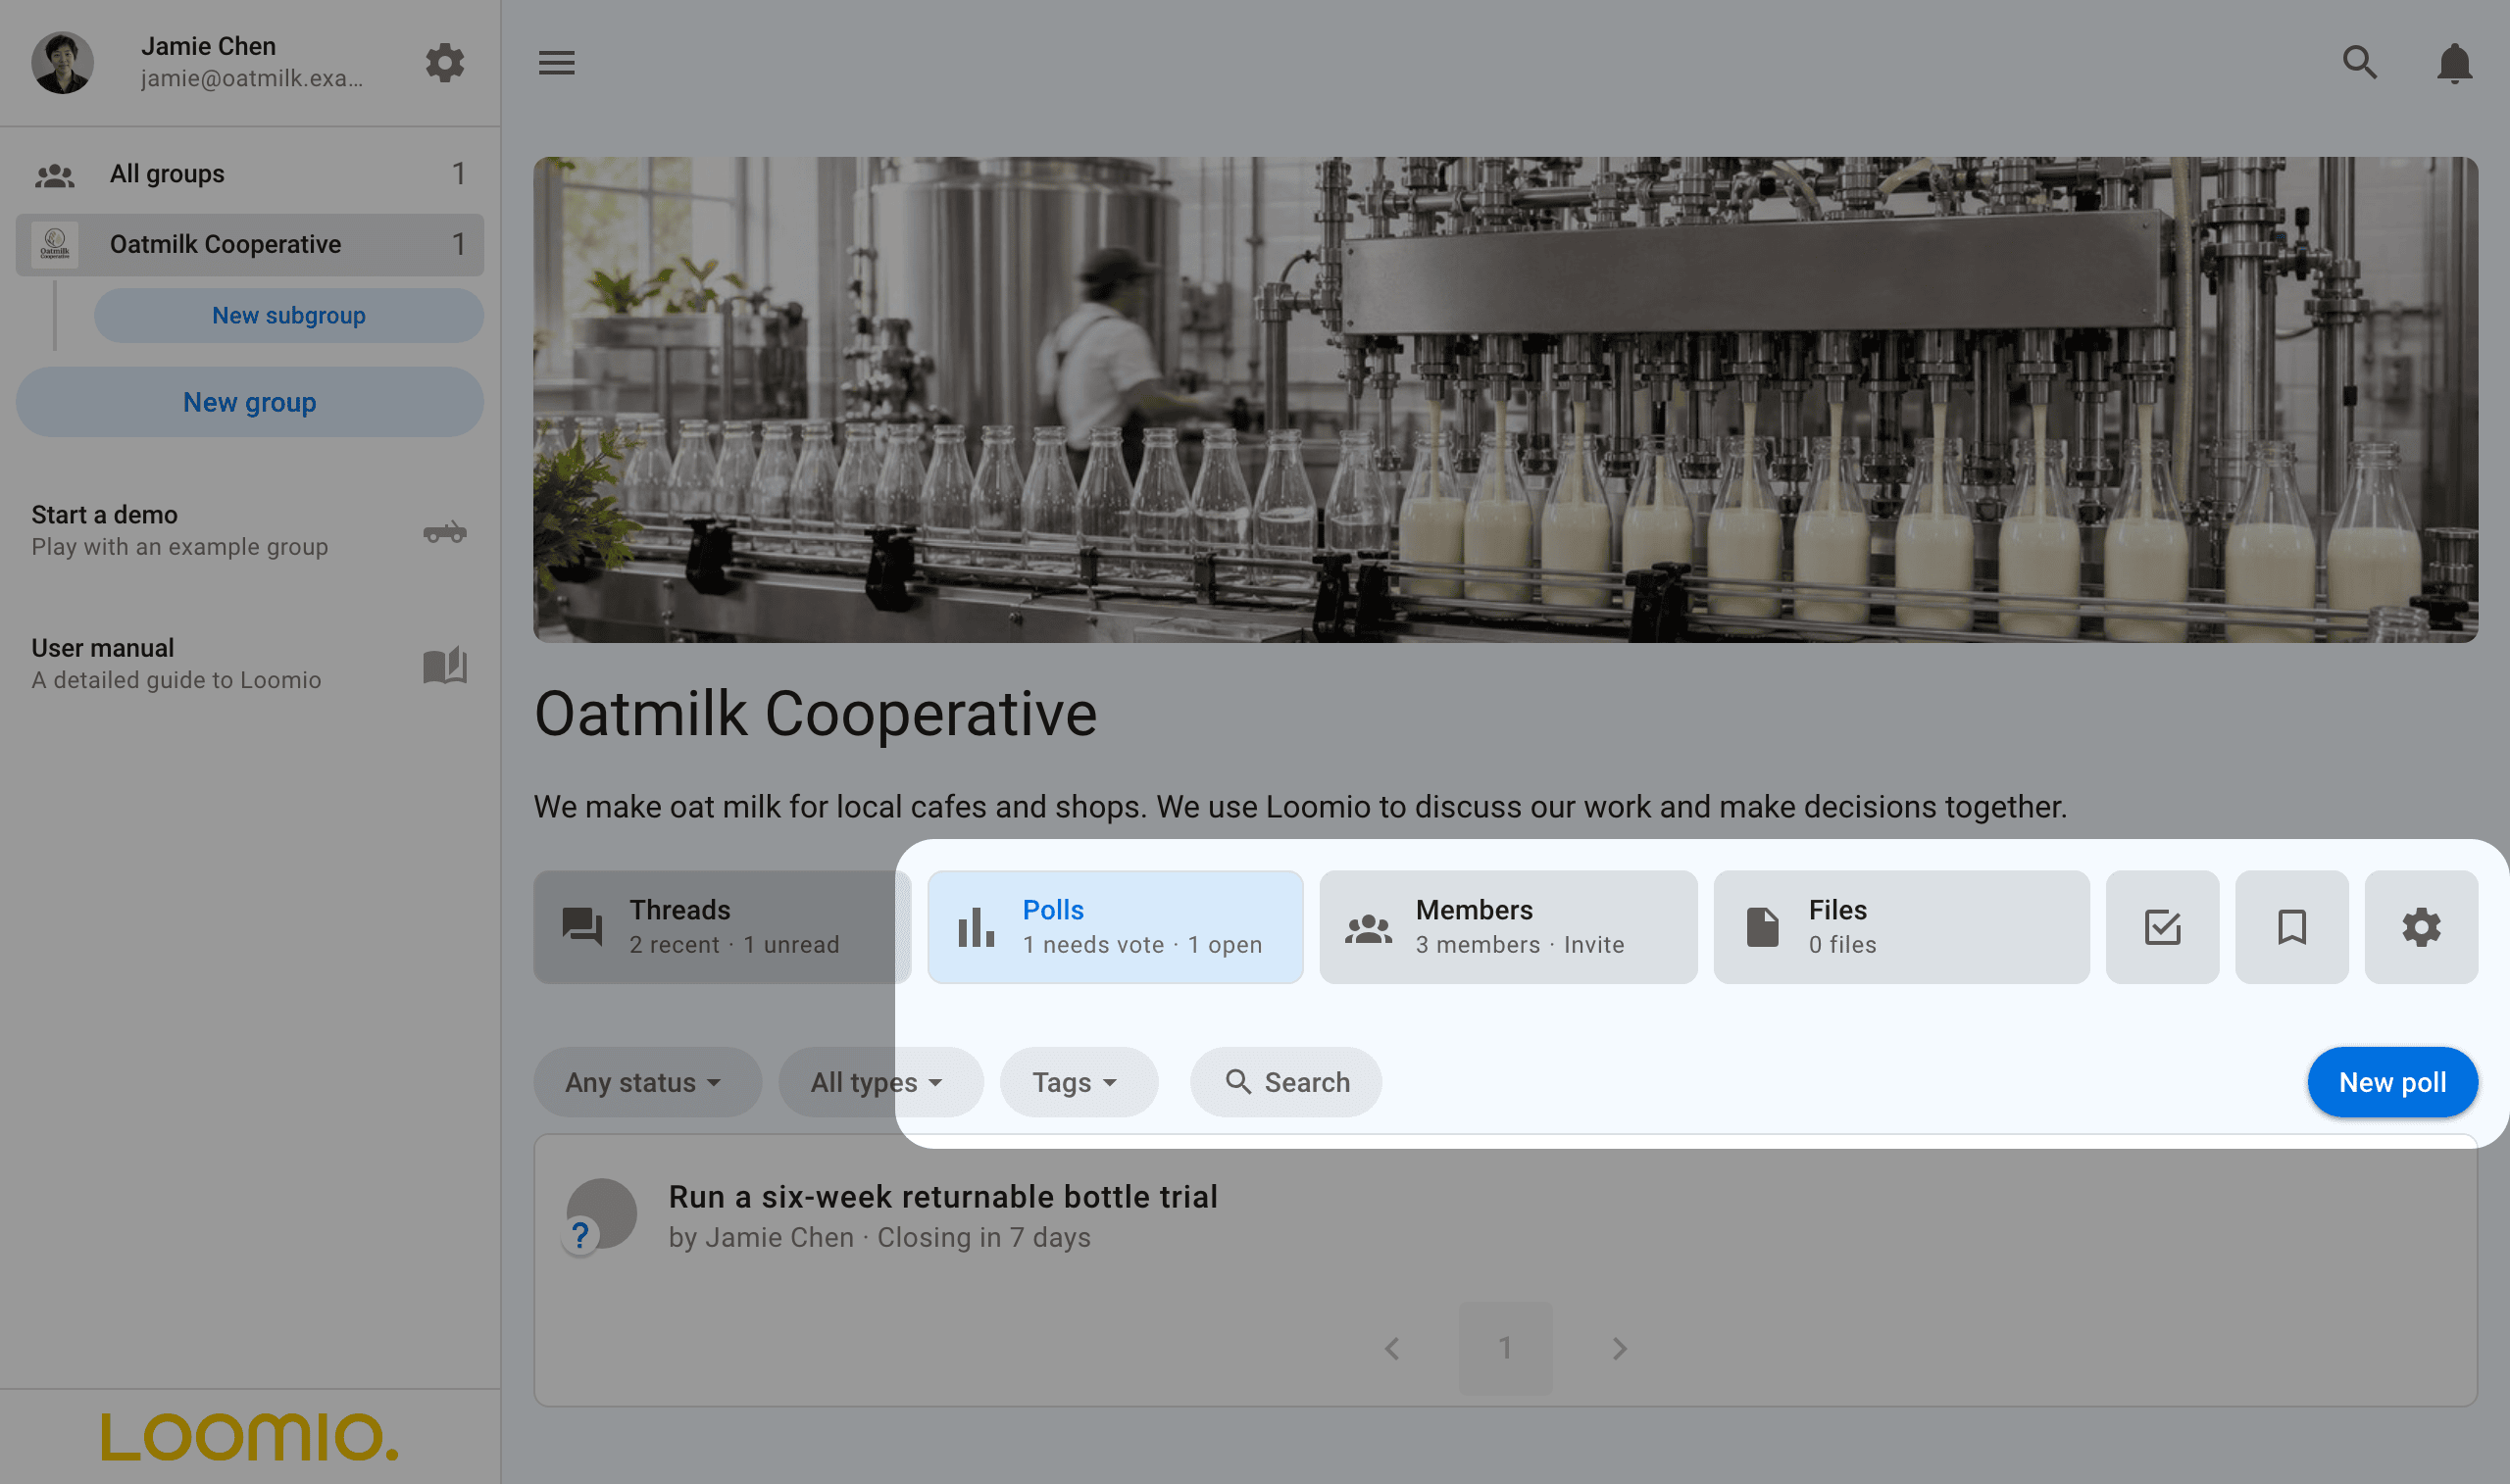 Jamie Chen
jamie@oatmilk.exa...
All groups 1
Oatmilk Cooperative 1
Oatmilk
Cooperative
New subgroup
New group
Start a demo
Play with an example group
User manual
A detailed guide to Loomio
LOOMIO.
Oatmilk Cooperative
We make oat milk for local cafes and shops. We use Loomio to discuss our work and make decisions together.
Threads
2 recent · 1 unread
Polls
1 needs vote · 1 open
Members
3 members · Invite
Files
0 files
Any status All types Tags Search New poll
Run a six-week returnable bottle trial
by Jamie Chen · Closing in 7 days
?
1